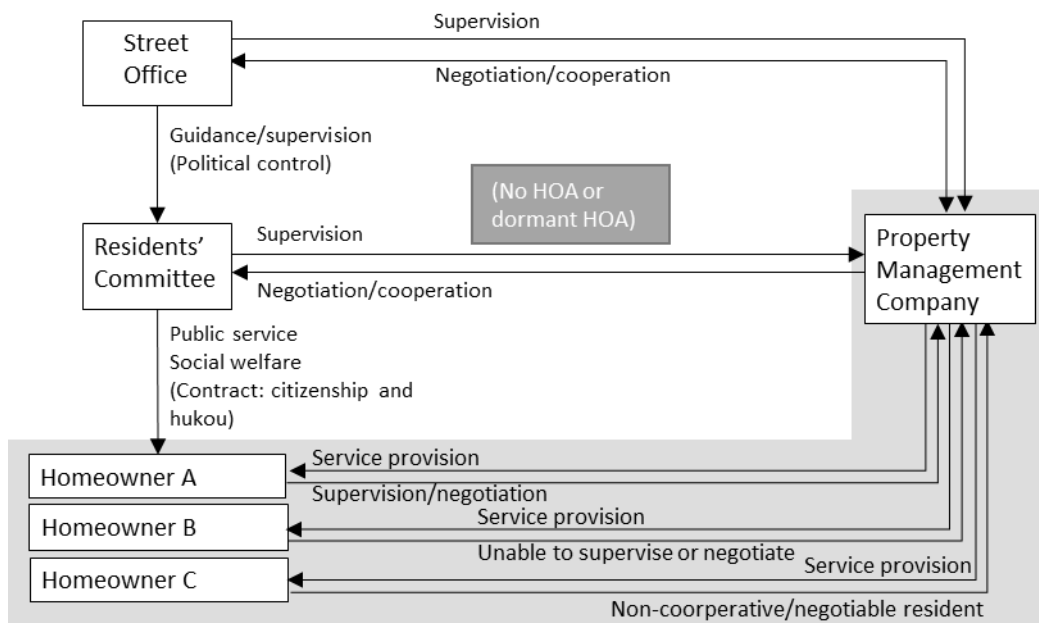 Supervision
Street
Office
Negotiation/cooperation
Guidance/supervision
(Political control)
(No HOA or
dormant HOA)
Residents’
Committee
Supervision
Negotiation/cooperation
Property
Management
Company
Public service
Social welfare
(Contract: citizenship and
hukou)
Homeowner A
Service provision
Supervision/negotiation
Homeowner B
Service provision
Unable to supervise or negotiate
Homeowner C
Service provision
Non-coorperative/negotiable resident